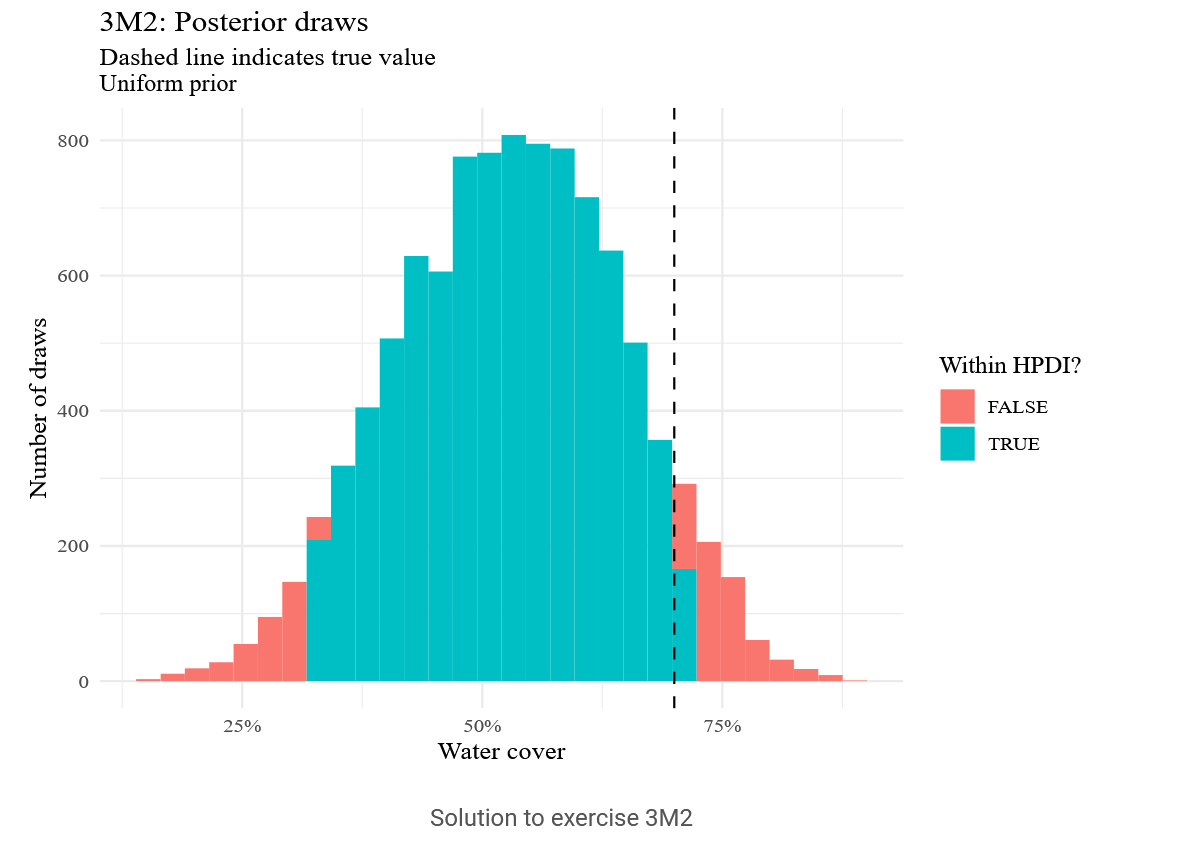 3M2: Posterior draws
Dashed line indicates true value
Uniform prior
Number of draws
800
600
400
200
0
25%
50%
75%
Water cover
Within HPDI?
FALSE
TRUE
Solution to exercise 3M2